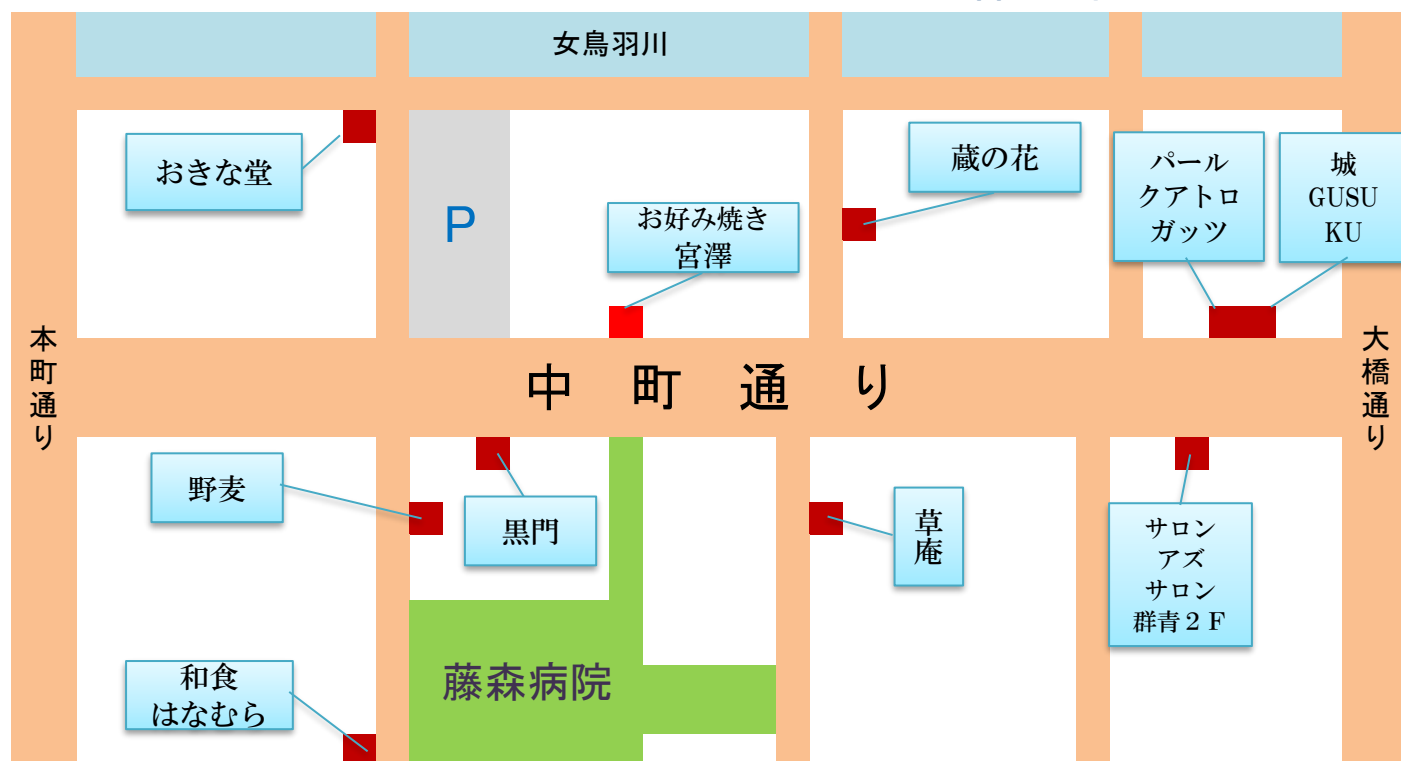 女鳥羽川
おきな堂
P
お好み焼き
宮澤
蔵の花
パール
クアトロ
ガッツ
城
GUSU
KU
本町通り
中町通り
大橋通り
野麦
黒門
草庵
サロン
アズ
サロン
群青２Ｆ
和食
はなむら
藤森病院